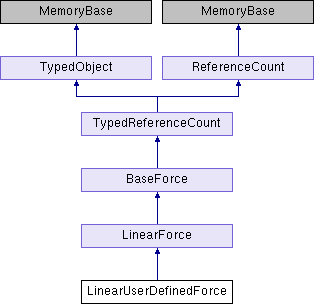 MemoryBase MemoryBase
TypedObject ReferenceCount
TypedReferenceCount
BaseForce
LinearForce
LinearUserDefinedForce